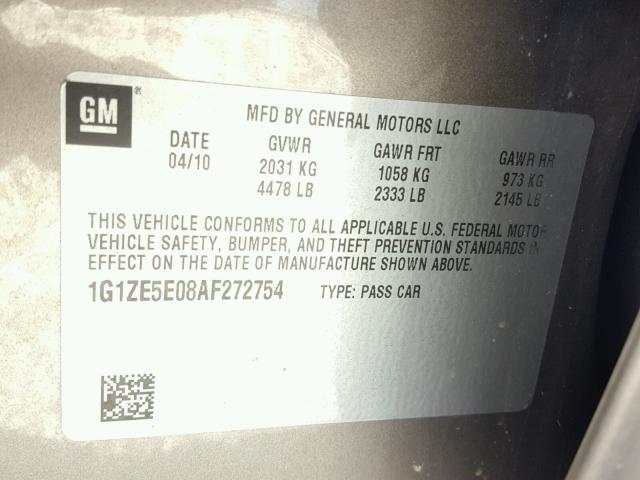 GM®
MFD BY GENERAL MOTORS LLC
DATE GVWR GAWR FRT GAWR RR
04/10 2031 KG 1058 KG 973 KG
4478 LB 2333 LB 2145 LB
THIS VEHICLE CONFORMS TO ALL APPLICABLE U.S. FEDERAL MOTOR
VEHICLE SAFETY, BUMPER, AND THEFT PREVENTION STANDARDS IN
EFFECT ON THE DATE OF MANUFACTURE SHOWN ABOVE.
1G1ZE5E08AF272754 TYPE: PASS CAR